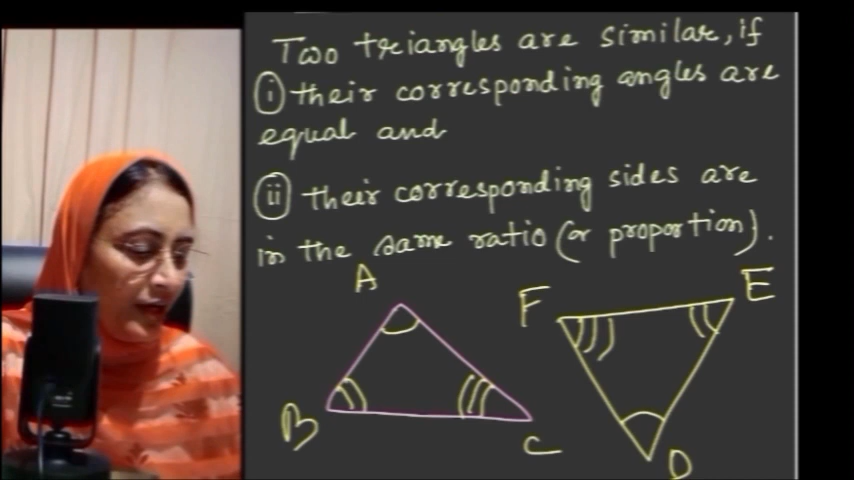 Two triangles are similar, if
(i) their corresponding angles are
equal and
(ii) their corresponding sides are
in the same ratio (or proportion).
A
F E
B C
D